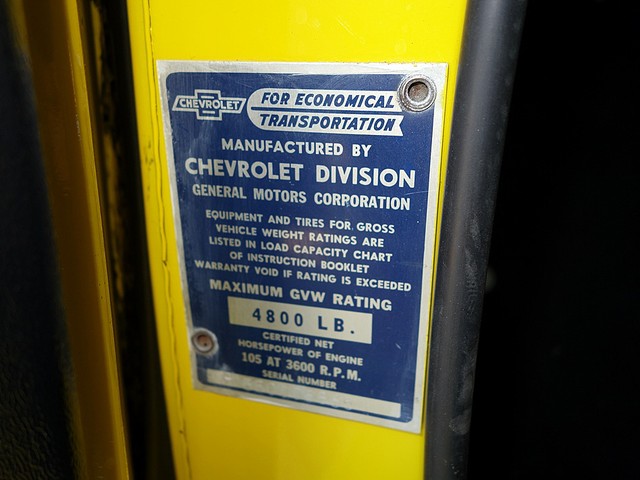 CHEVROLET
FOR ECONOMICAL
TRANSPORTATION
MANUFACTURED BY
CHEVROLET DIVISION
GENERAL MOTORS CORPORATION
EQUIPMENT AND TIRES FOR GROSS
VEHICLE WEIGHT RATINGS ARE
LISTED IN LOAD CAPACITY CHART
OF INSTRUCTION BOOKLET
WARRANTY VOID IF RATING IS EXCEEDED
MAXIMUM GVW RATING
4800 LB.
CERTIFIED NET
HORSEPOWER OF ENGINE
105 AT 3600 R.P.M.
SERIAL NUMBER